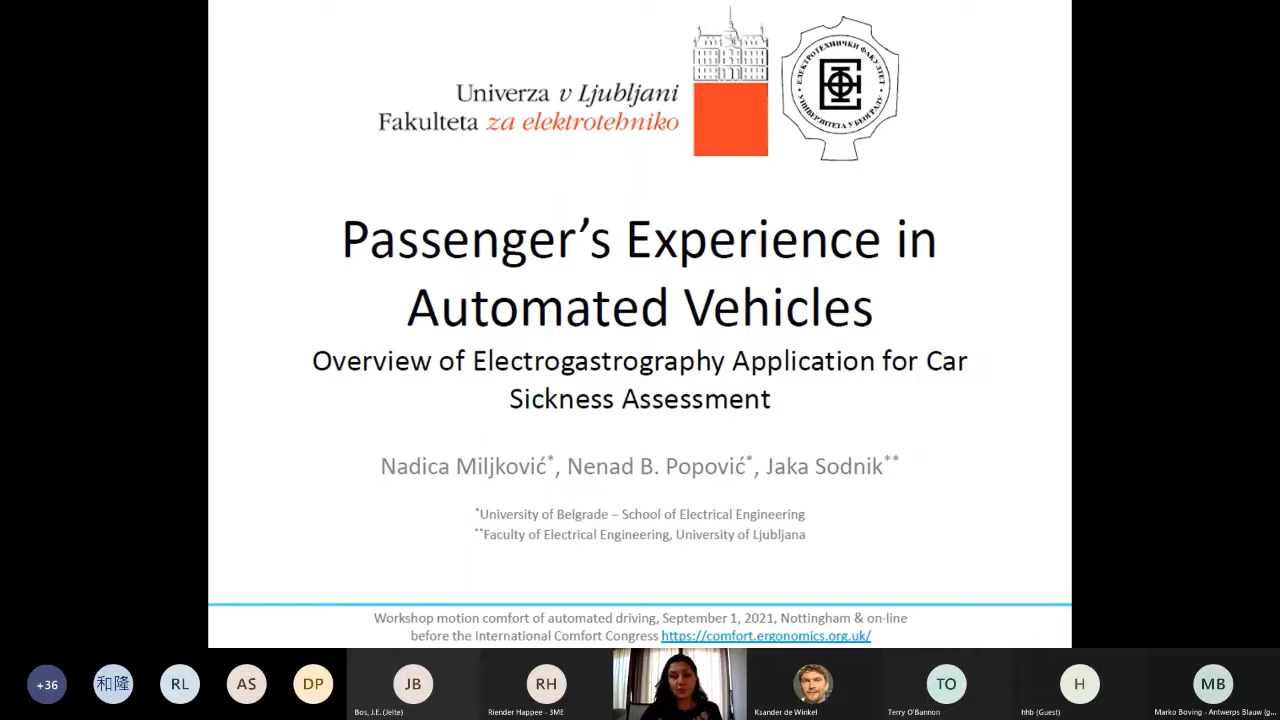 Univerza v Ljubljani
Fakulteta za elektrotehniko
ЕЛЕКТРОТЕХНИЧКИ ФАКУЛТЕТ
УНИВЕРЗИТЕТА У БЕОГРАДУ
Passenger’s Experience in
Automated Vehicles
Overview of Electrogastrography Application for Car
Sickness Assessment
Nadica Miljković*, Nenad B. Popović*, Jaka Sodnik**
*University of Belgrade – School of Electrical Engineering
**Faculty of Electrical Engineering, University of Ljubljana
Workshop motion comfort of automated driving, September 1, 2021, Nottingham & on-line
before the International Comfort Congress https://comfort.ergonomics.org.uk/
+36
和隆
RL
AS
DP
JB
RH
TO
H
MB
Bos, J.E. (Jelte)
Riender Happee - 3ME
Ksander de Winkel
Terry O'Bannon
hhb (Guest)
Marko Boving - Antwerps Blauw (g...